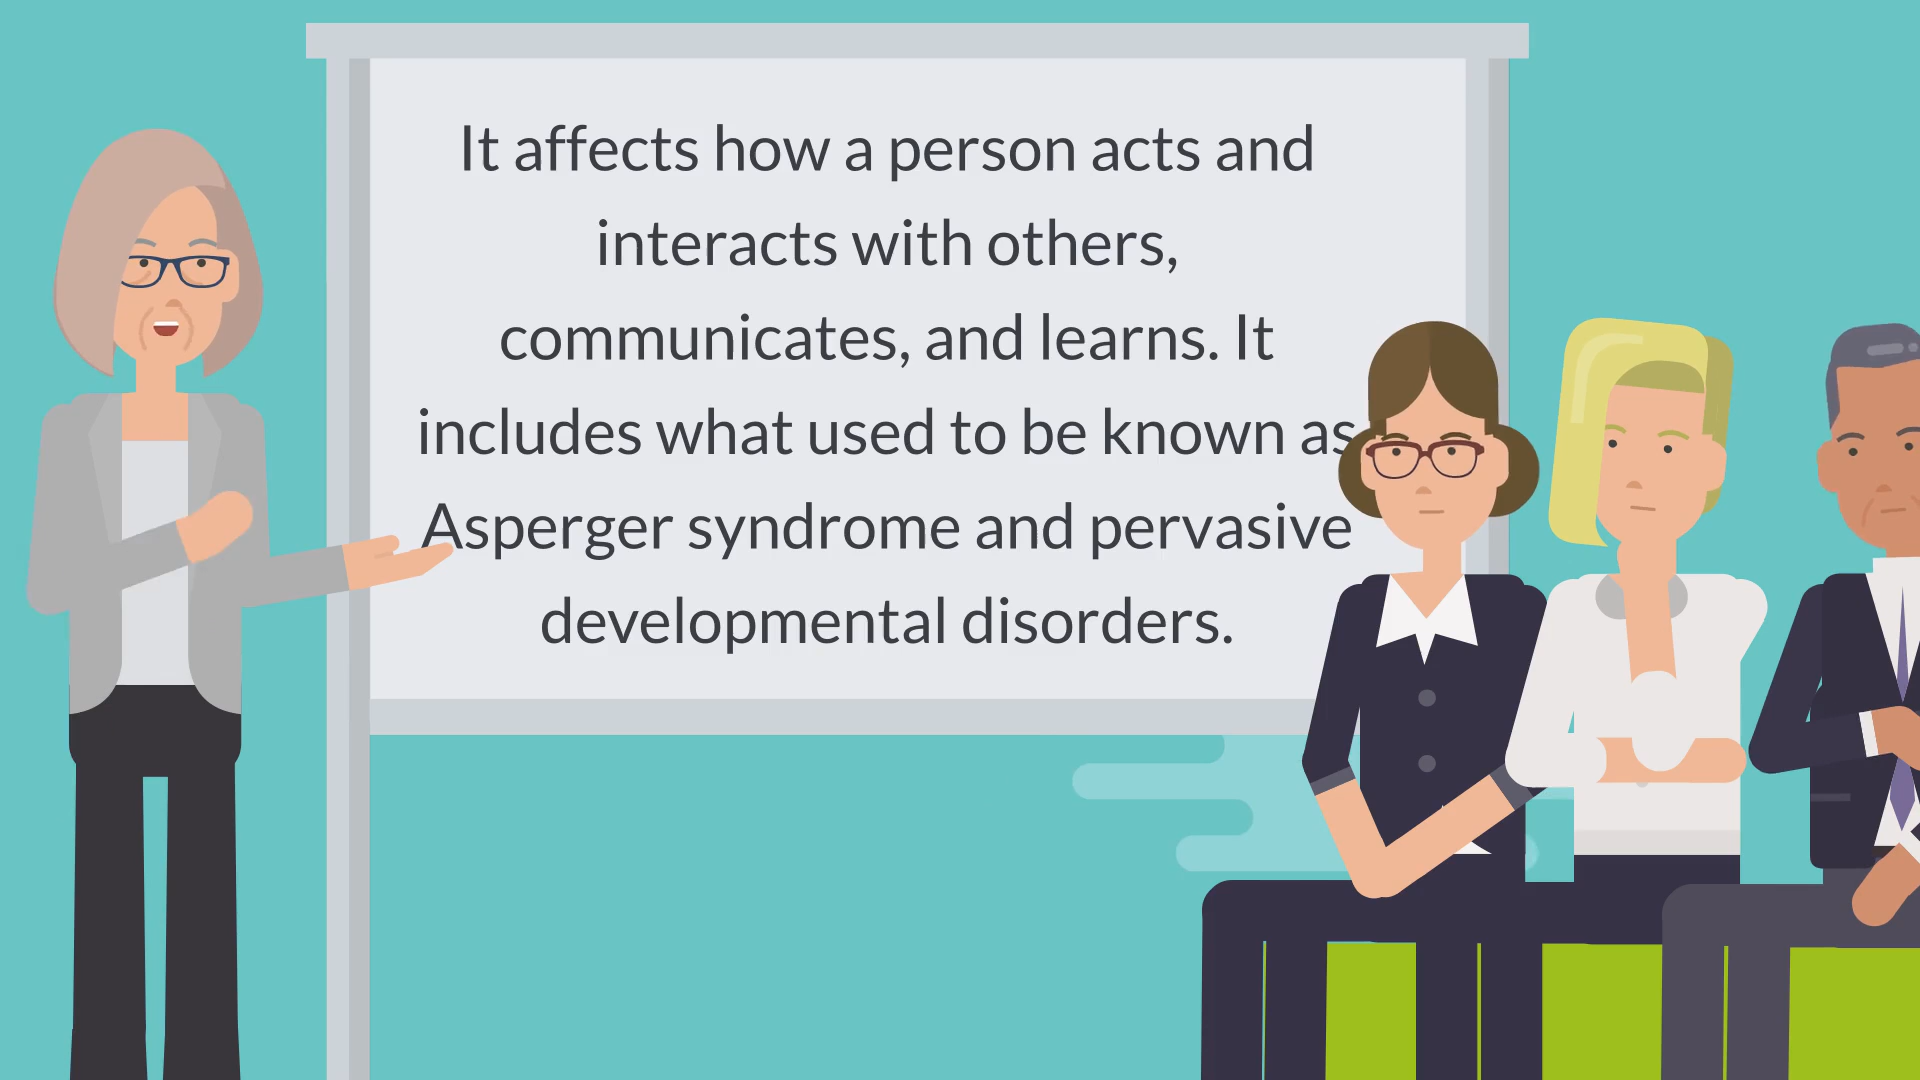 It affects how a person acts and
interacts with others,
communicates, and learns. It
includes what used to be known as
Asperger syndrome and pervasive
developmental disorders.